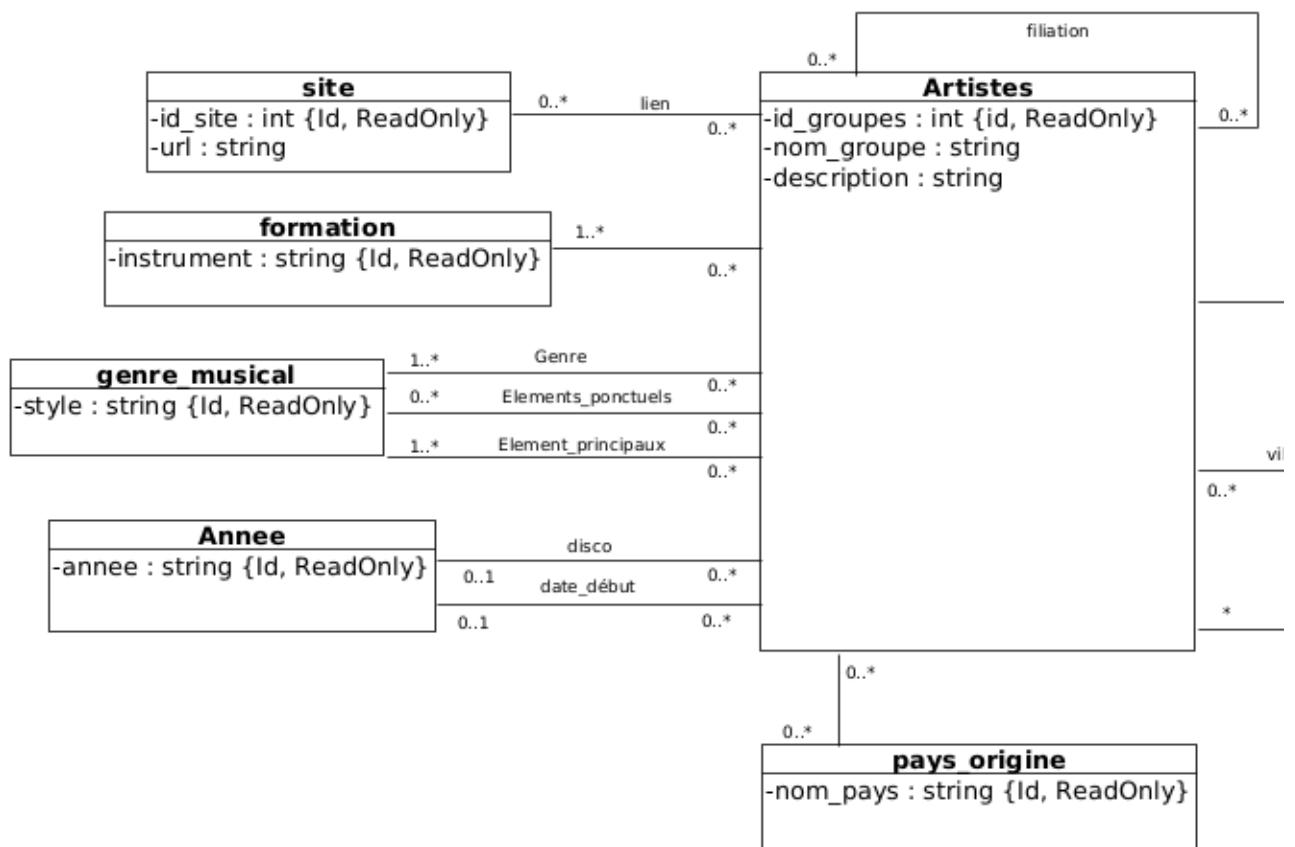 filiation
0..*
0..*
site
-id_site : int {Id, ReadOnly}
-url : string
0..*
lien
0..*
Artistes
-id_groupes : int {id, ReadOnly}
-nom_groupe : string
-description : string
formation
-instrument : string {Id, ReadOnly}
1..*
0..*
genre_musical
-style : string {Id, ReadOnly}
1..*
Genre
0..*
0..*
Elements_ponctuels
0..*
1..*
Element_principaux
0..*
0..*
Annee
-annee : string {Id, ReadOnly}
disco
0..1
0..*
date_début
0..1
0..*
*
0..*
0..*
pays_origine
-nom_pays : string {Id, ReadOnly}